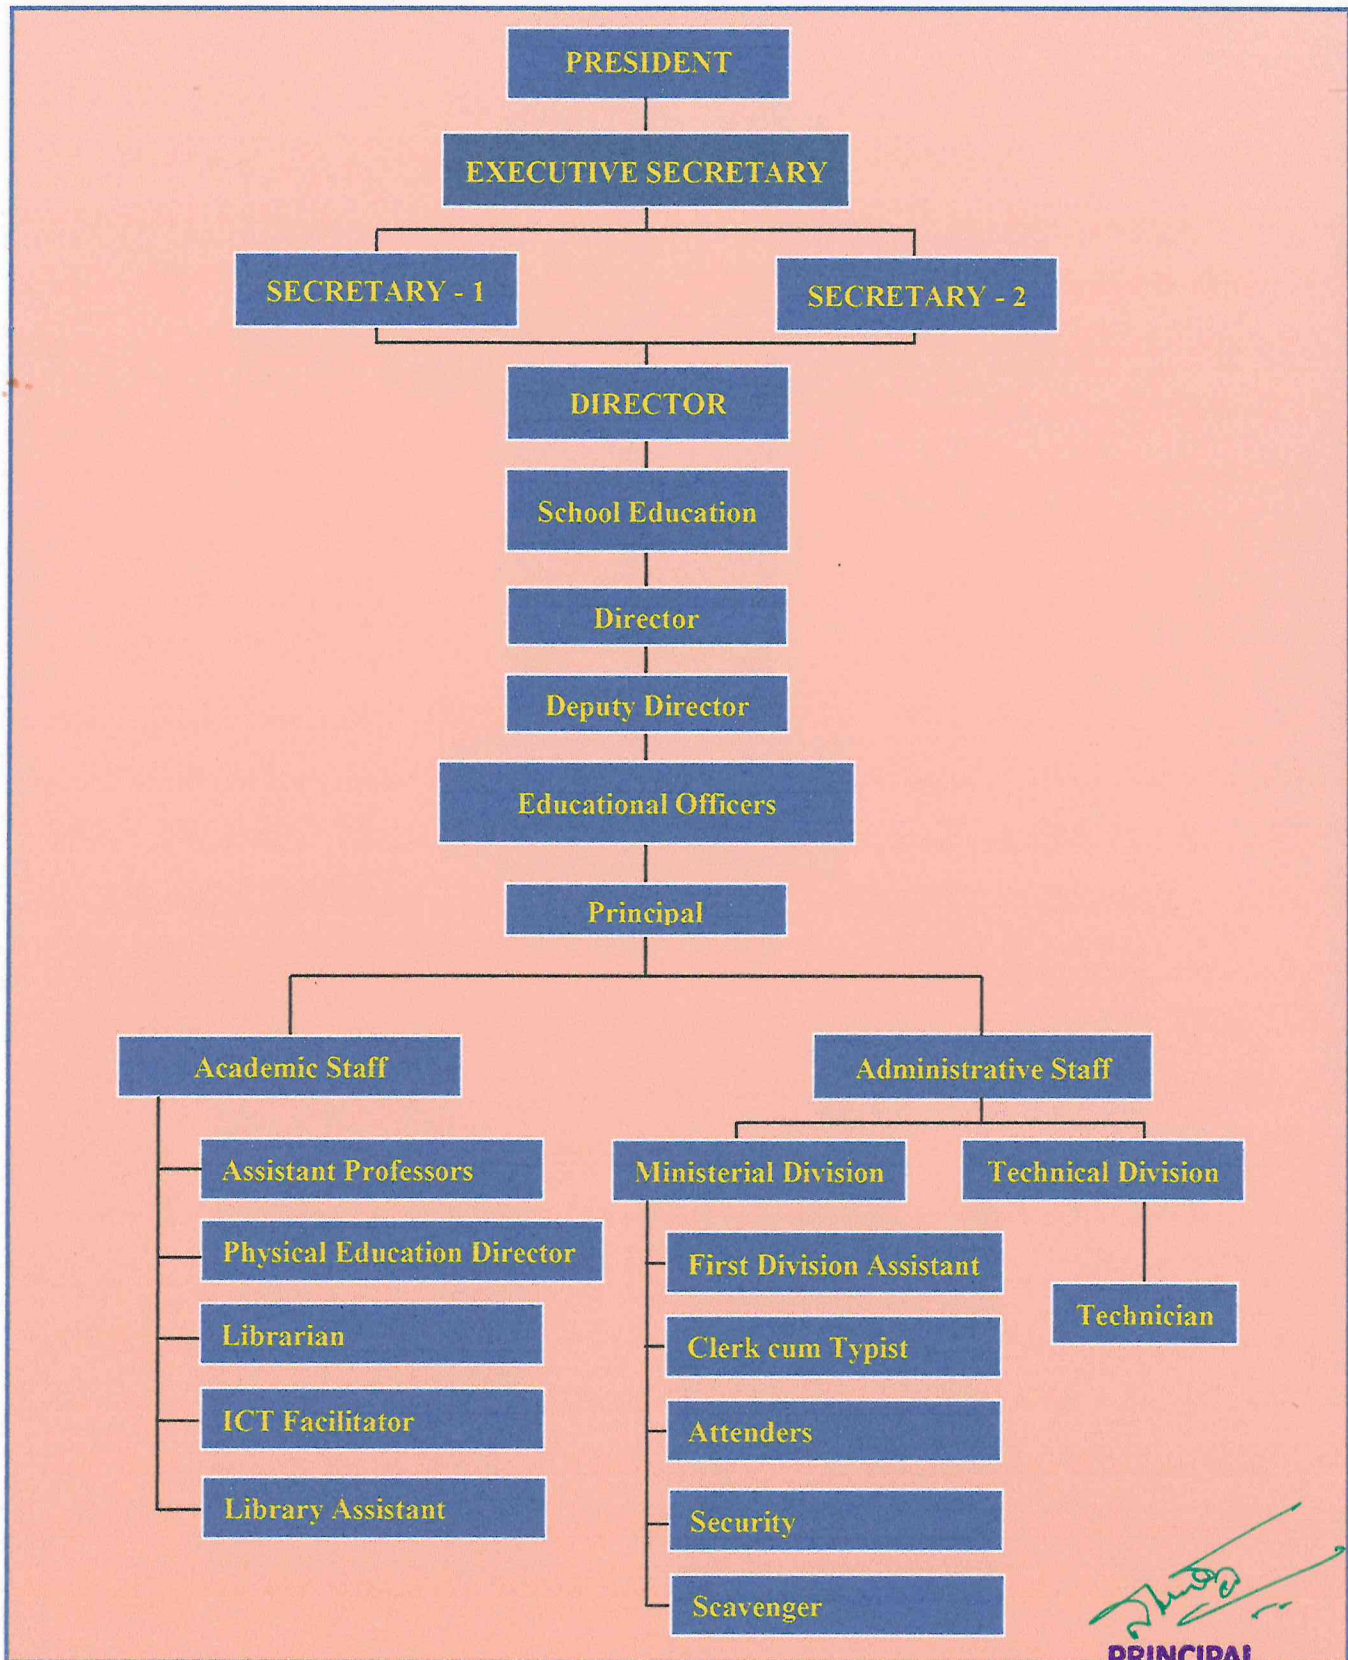 PRESIDENT
EXECUTIVE SECRETARY
SECRETARY - 1
SECRETARY - 2
DIRECTOR
School Education
Director
Deputy Director
Educational Officers
Principal
Academic Staff
Administrative Staff
Assistant Professors
Physical Education Director
Librarian
ICT Facilitator
Library Assistant
Ministerial Division
Technical Division
First Division Assistant
Clerk cum Typist
Attenders
Security
Scavenger
Technician
PRINCIPAL